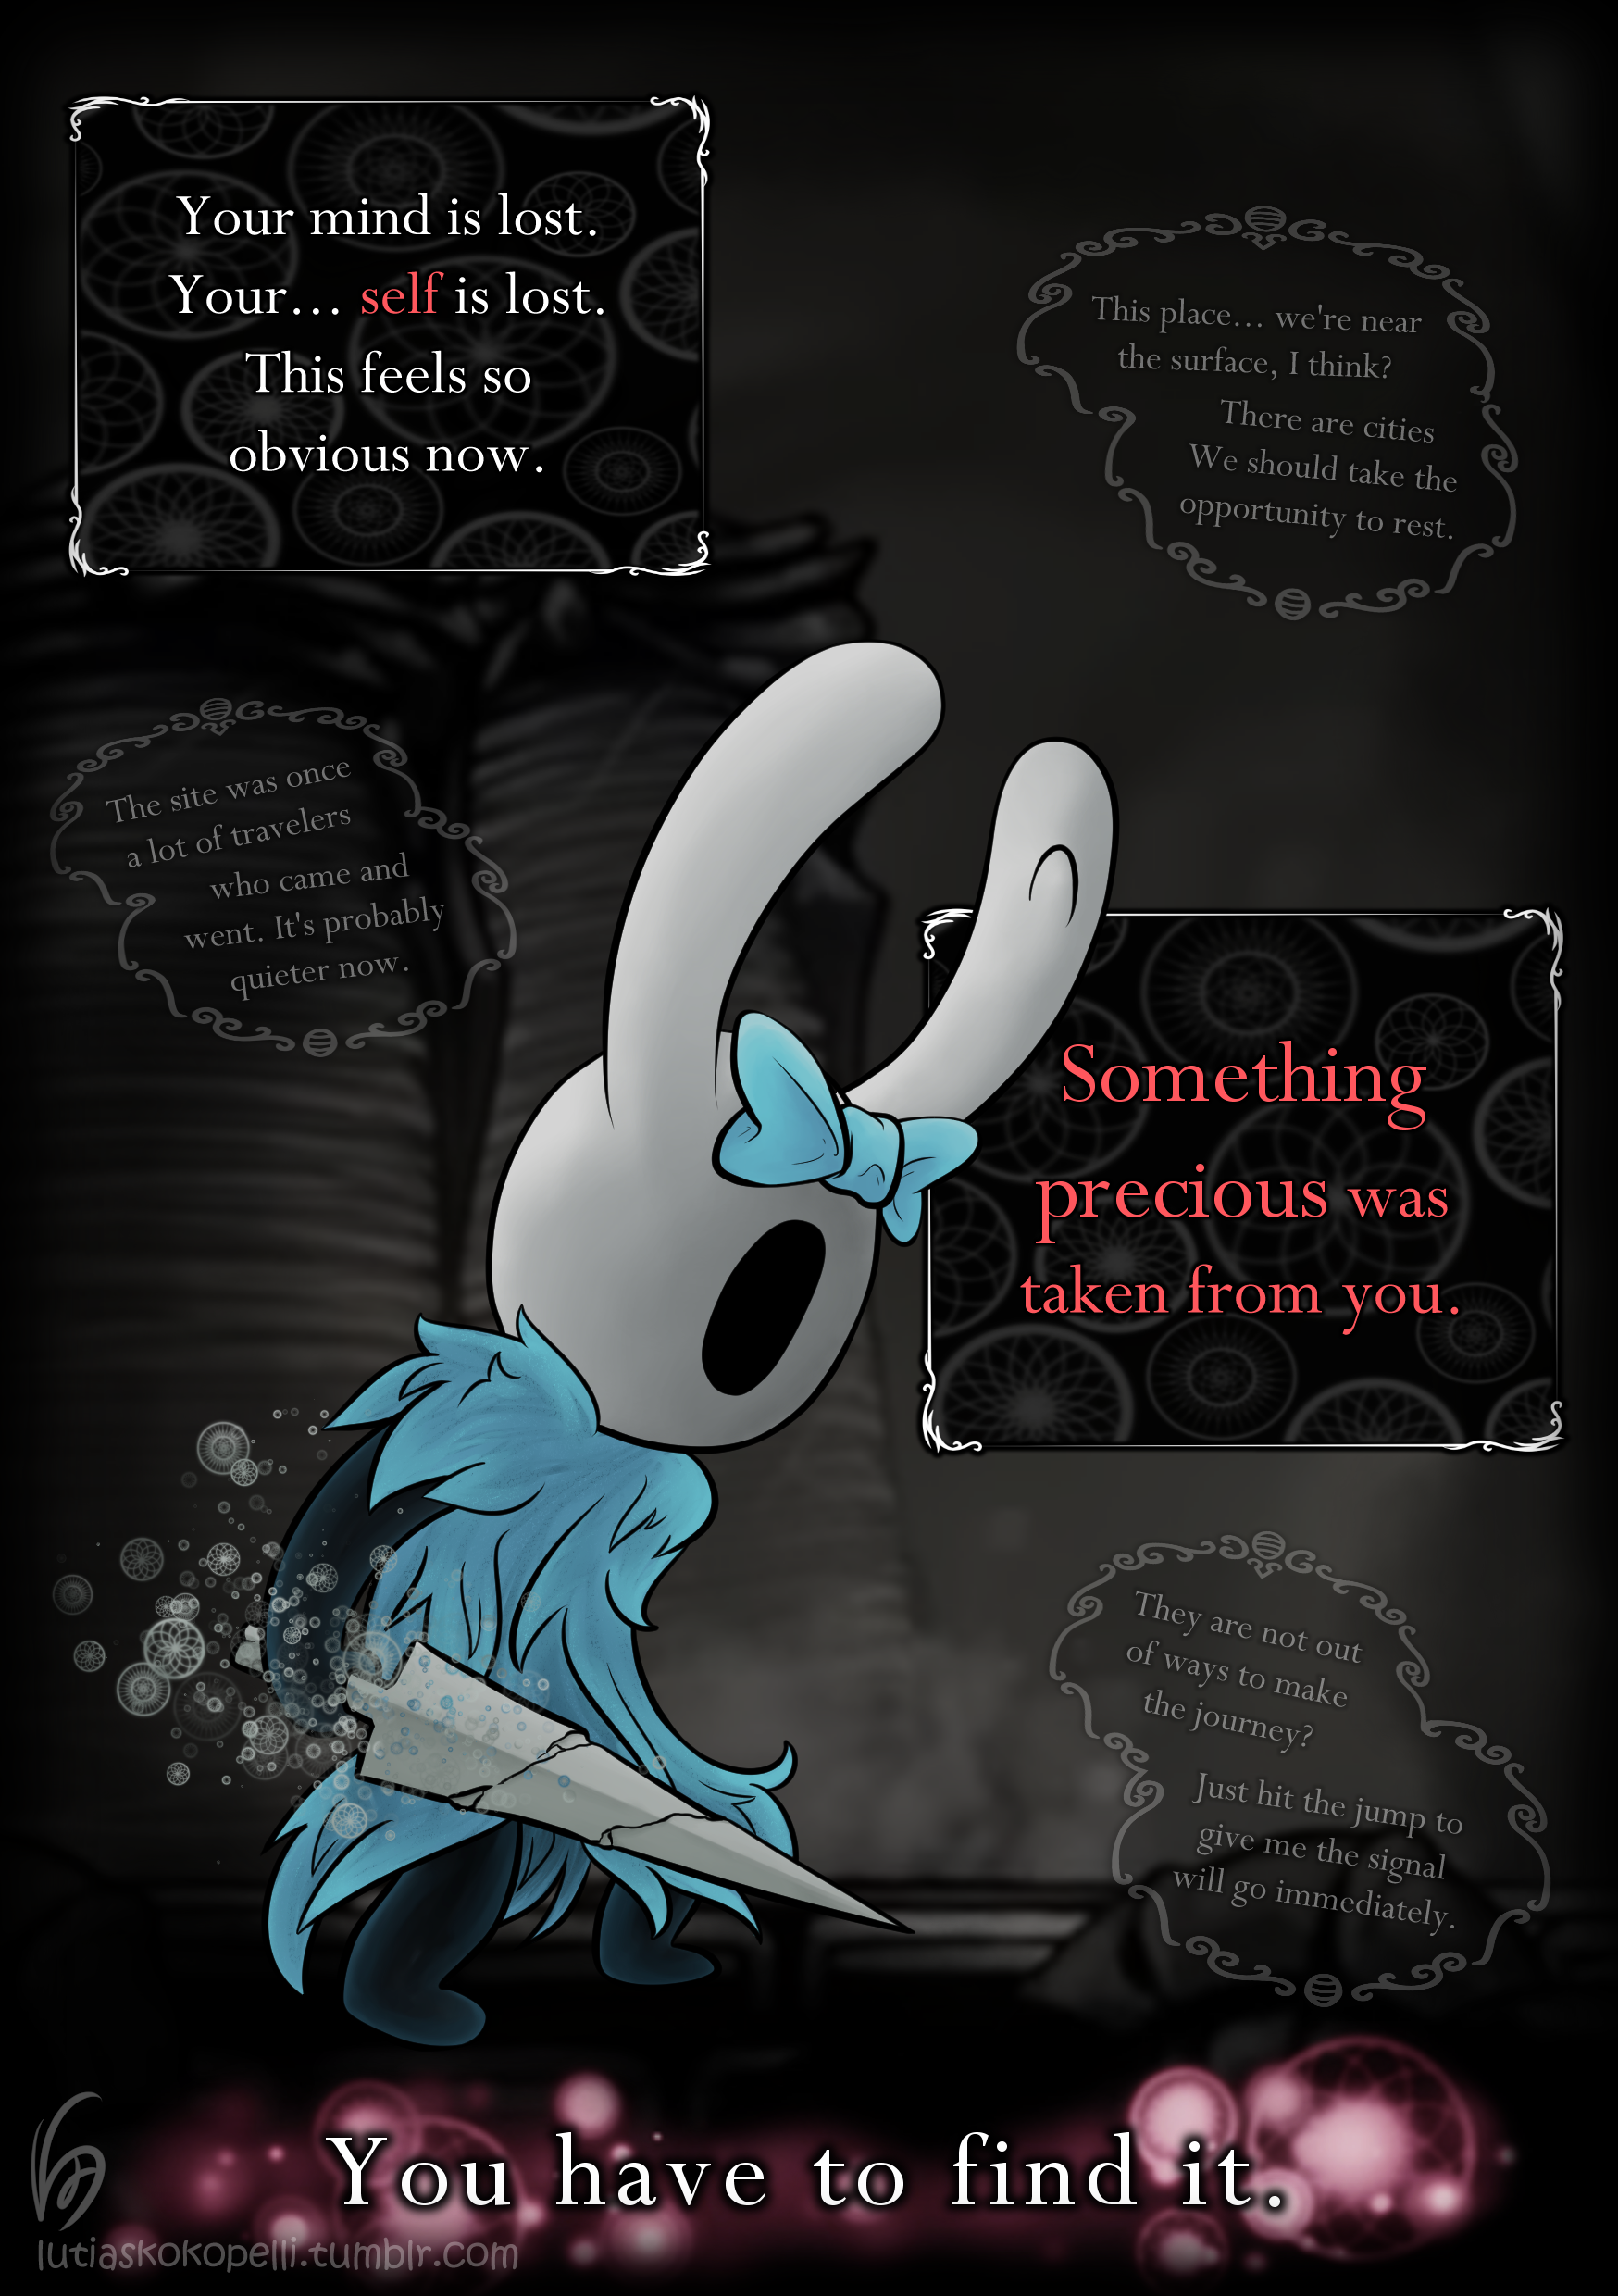 Your mind is lost.
Your... self is lost.
This feels so
obvious now.
This place... we're near
the surface, I think?
There are cities
We should take the
opportunity to rest.
The site was once
a lot of travelers
who came and
went. It's probably
quieter now.
Something
precious was
taken from you.
They are not out
of ways to make
the journey?
Just hit the jump to
give me the signal
will go immediately.
You have to find it.
lutiaskokopelli.tumblr.com